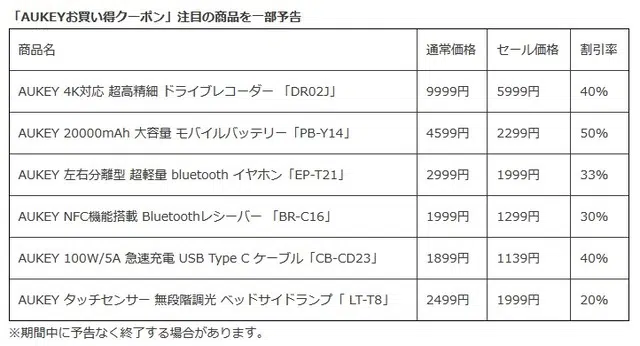 「AUKEYお買い得クーポン」注目の商品を一部予告
商品名 通常価格 セール価格 割引率
AUKEY 4K対応 超高精細 ドライブレコーダー 「DR02J」 9999円 5999円 40%
AUKEY 20000mAh 大容量 モバイルバッテリー「PB-Y14」 4599円 2299円 50%
AUKEY 左右分離型 超軽量 bluetooth イヤホン「EP-T21」 2999円 1999円 33%
AUKEY NFC機能搭載 Bluetoothレシーバー 「BR-C16」 1999円 1299円 30%
AUKEY 100W/5A 急速充電 USB Type C ケーブル「CB-CD23」 1899円 1139円 40%
AUKEY タッチセンサー 無段階調光 ベッドサイドランプ「 LT-T8」 2499円 1999円 20%
※期間中に予告なく終了する場合があります。